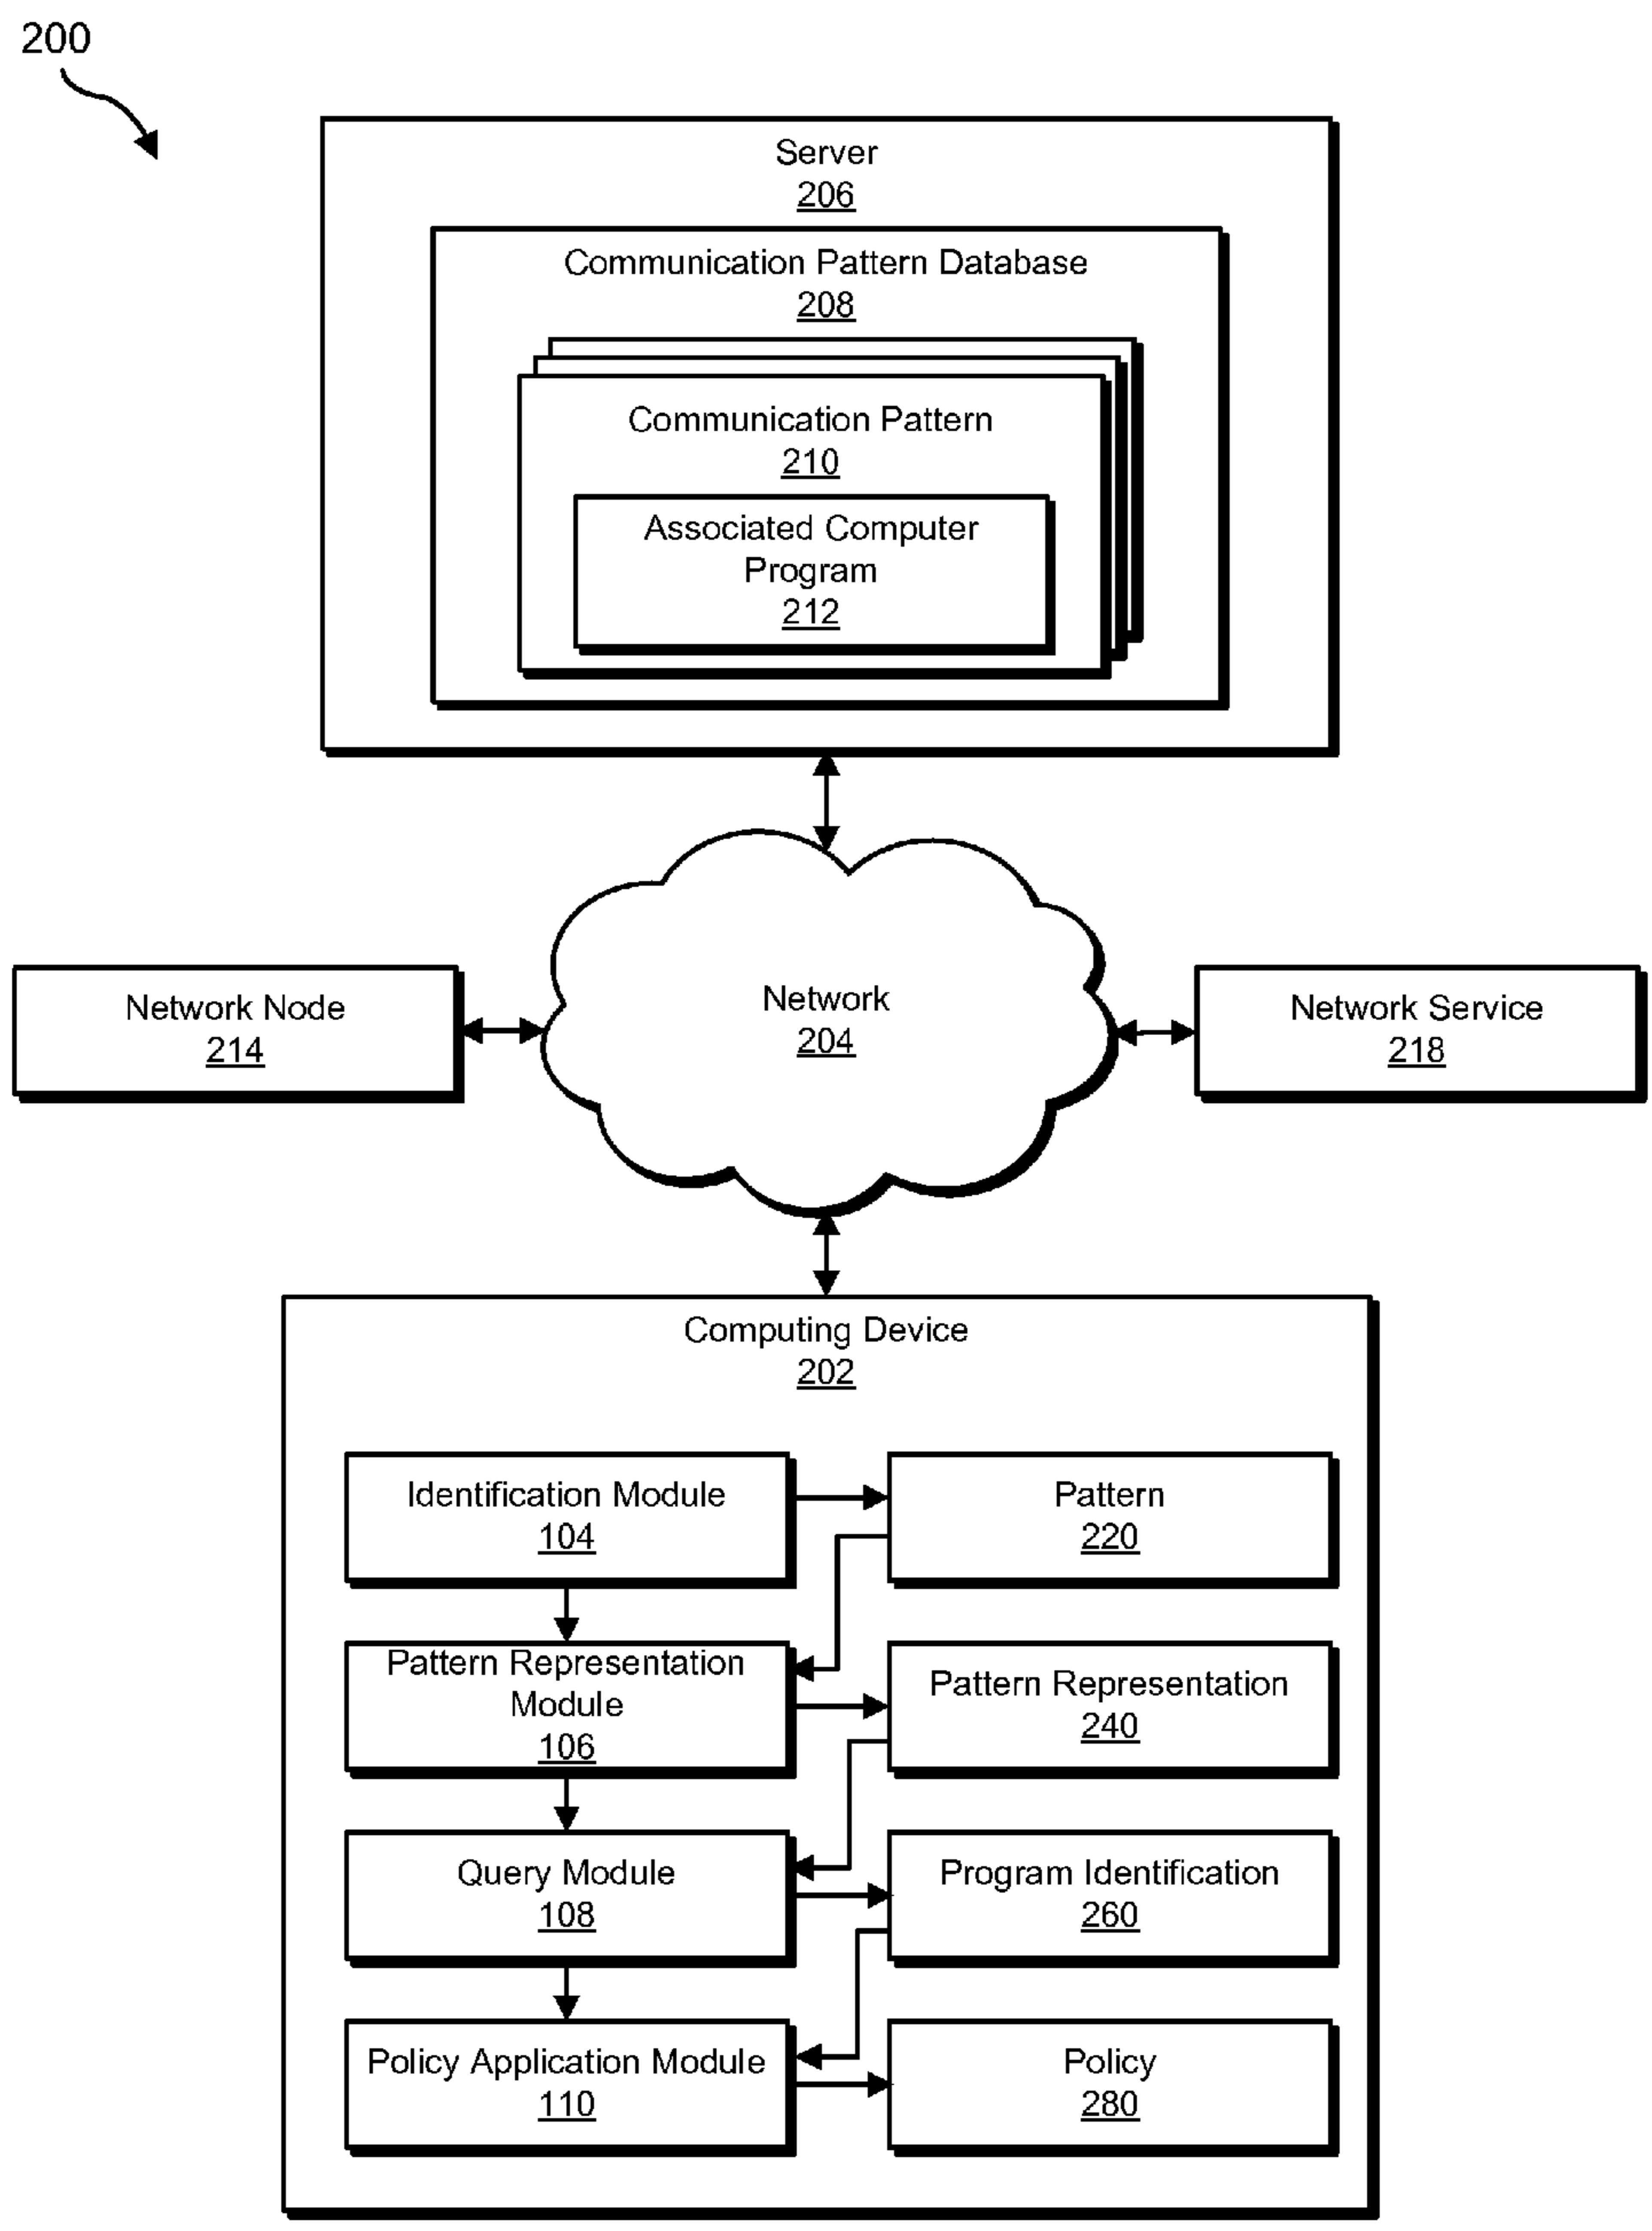 200
Server
206
Communication Pattern Database
208
Communication Pattern
210
Associated Computer
Program
212
Network Node
214
Network
204
Network Service
218
Computing Device
202
Identification Module
104
Pattern
220
Pattern Representation
Module
106
Pattern Representation
240
Query Module
108
Program Identification
260
Policy Application Module
110
Policy
280